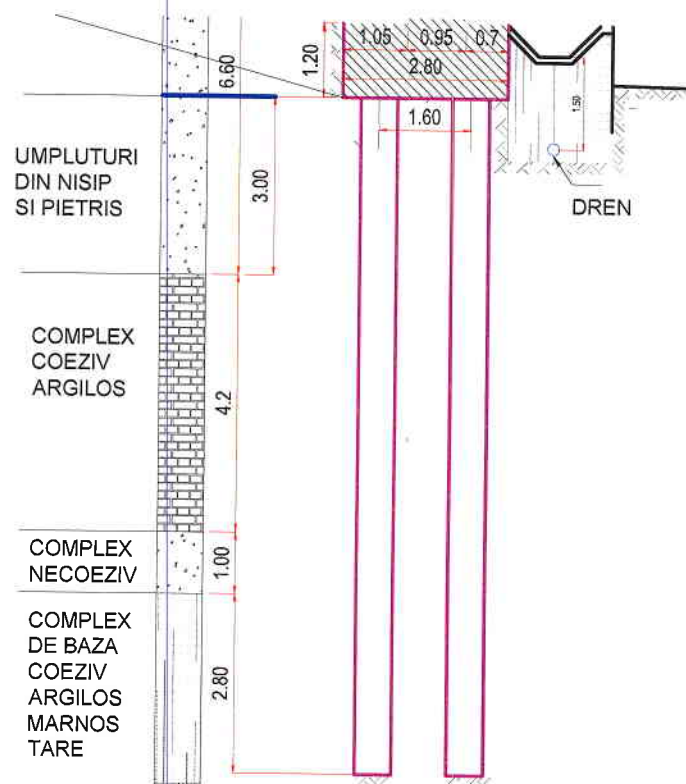 6.60
1.20
1.05 0.95 0.7
2.80
1.60
1.50
DREN
UMPLUTURI
DIN NISIP
SI PIETRIS
3.00
COMPLEX
COEZIV
ARGILOS
4.2
COMPLEX
NECOEZIV
1.00
COMPLEX
DE BAZA
COEZIV
ARGILOS
MARNOS
TARE
2.80